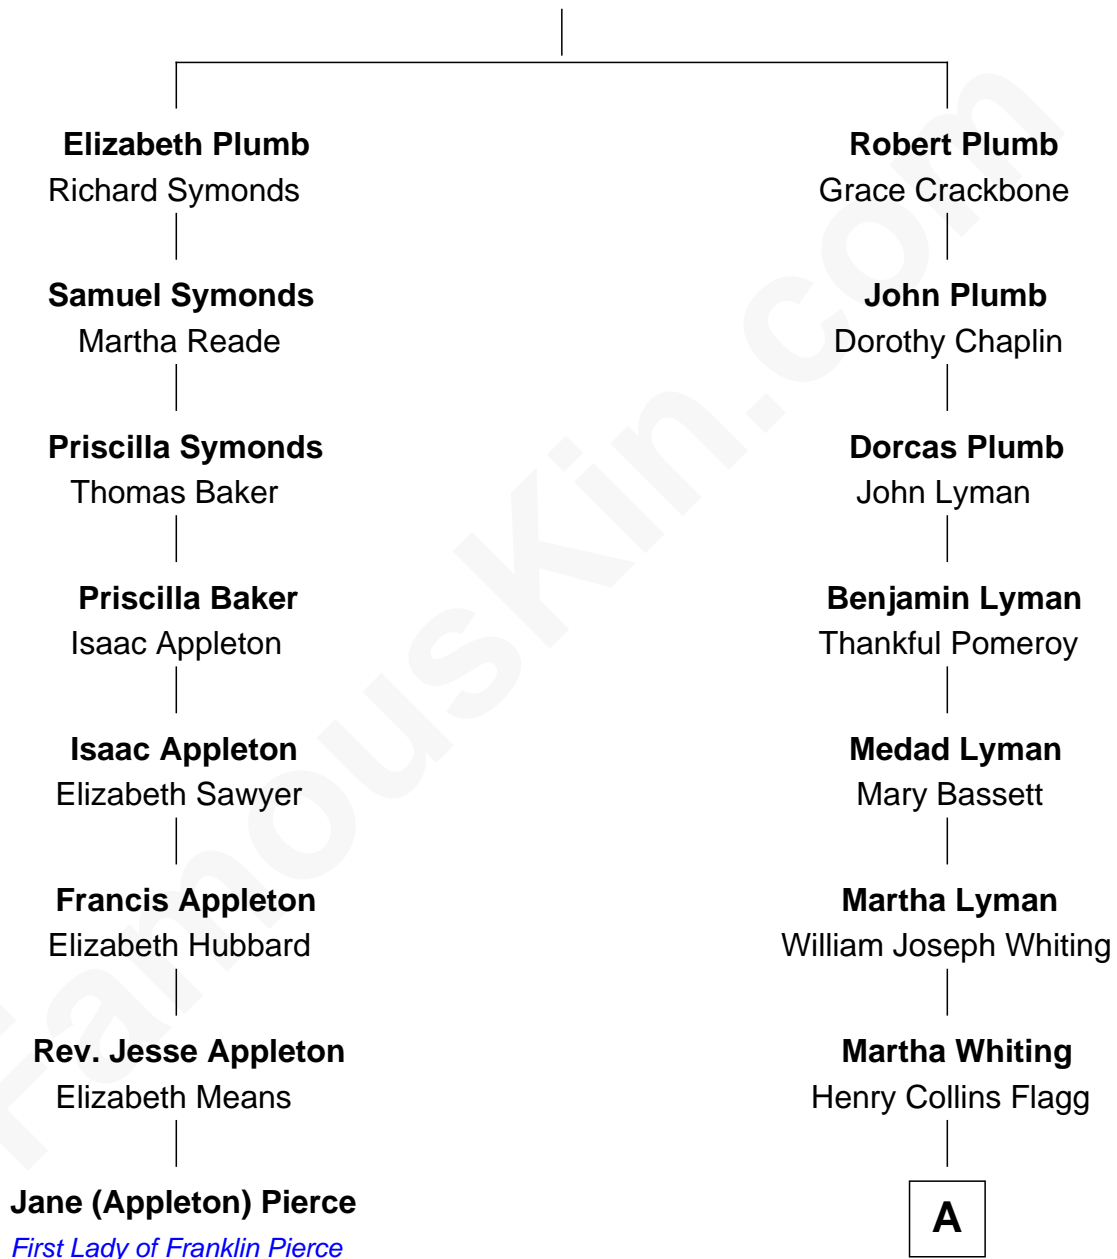 Elizabeth Plumb
Richard Symonds
Samuel Symonds
Martha Reade
Priscilla Symonds
Thomas Baker
Priscilla Baker
Isaac Appleton
Isaac Appleton
Elizabeth Sawyer
Francis Appleton
Elizabeth Hubbard
Rev. Jesse Appleton
Elizabeth Means
Jane (Appleton) Pierce
First Lady of Franklin Pierce
Robert Plumb
Grace Crackbone
John Plumb
Dorothy Chaplin
Dorcas Plumb
John Lyman
Benjamin Lyman
Thankful Pomeroy
Medad Lyman
Mary Bassett
Martha Lyman
William Joseph Whiting
Martha Whiting
Henry Collins Flagg
A
FamousKin.com